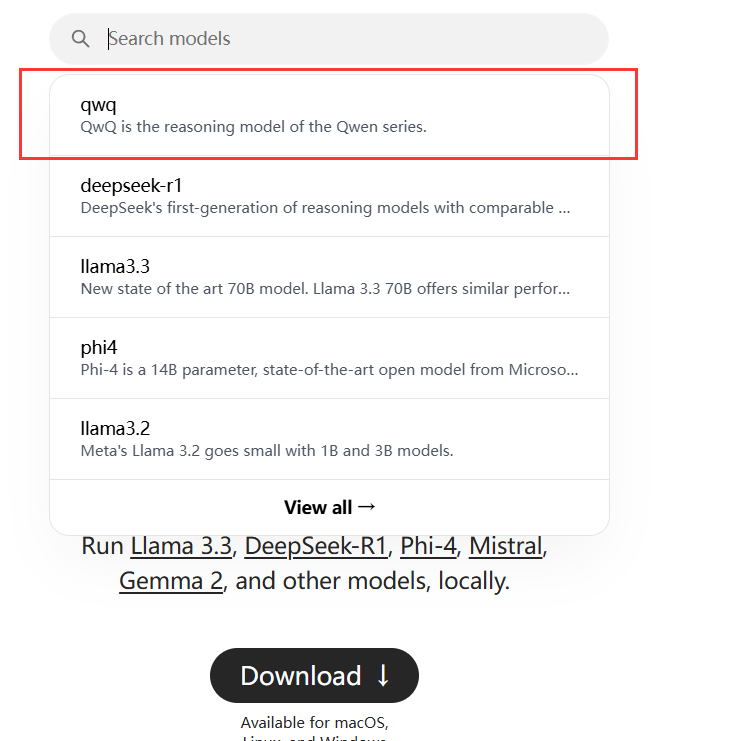 Search models
qwq
QwQ is the reasoning model of the Qwen series.
deepseek-r1
DeepSeek's first-generation of reasoning models with comparable ...
llama3.3
New state of the art 70B model. Llama 3.3 70B offers similar perfor...
phi4
Phi-4 is a 14B parameter, state-of-the-art open model from Microso...
llama3.2
Meta's Llama 3.2 goes small with 1B and 3B models.
View all →
Run Llama 3.3, DeepSeek-R1, Phi-4, Mistral,
Gemma 2, and other models, locally.
Download ↓
Available for macOS,
Linux, and Windows